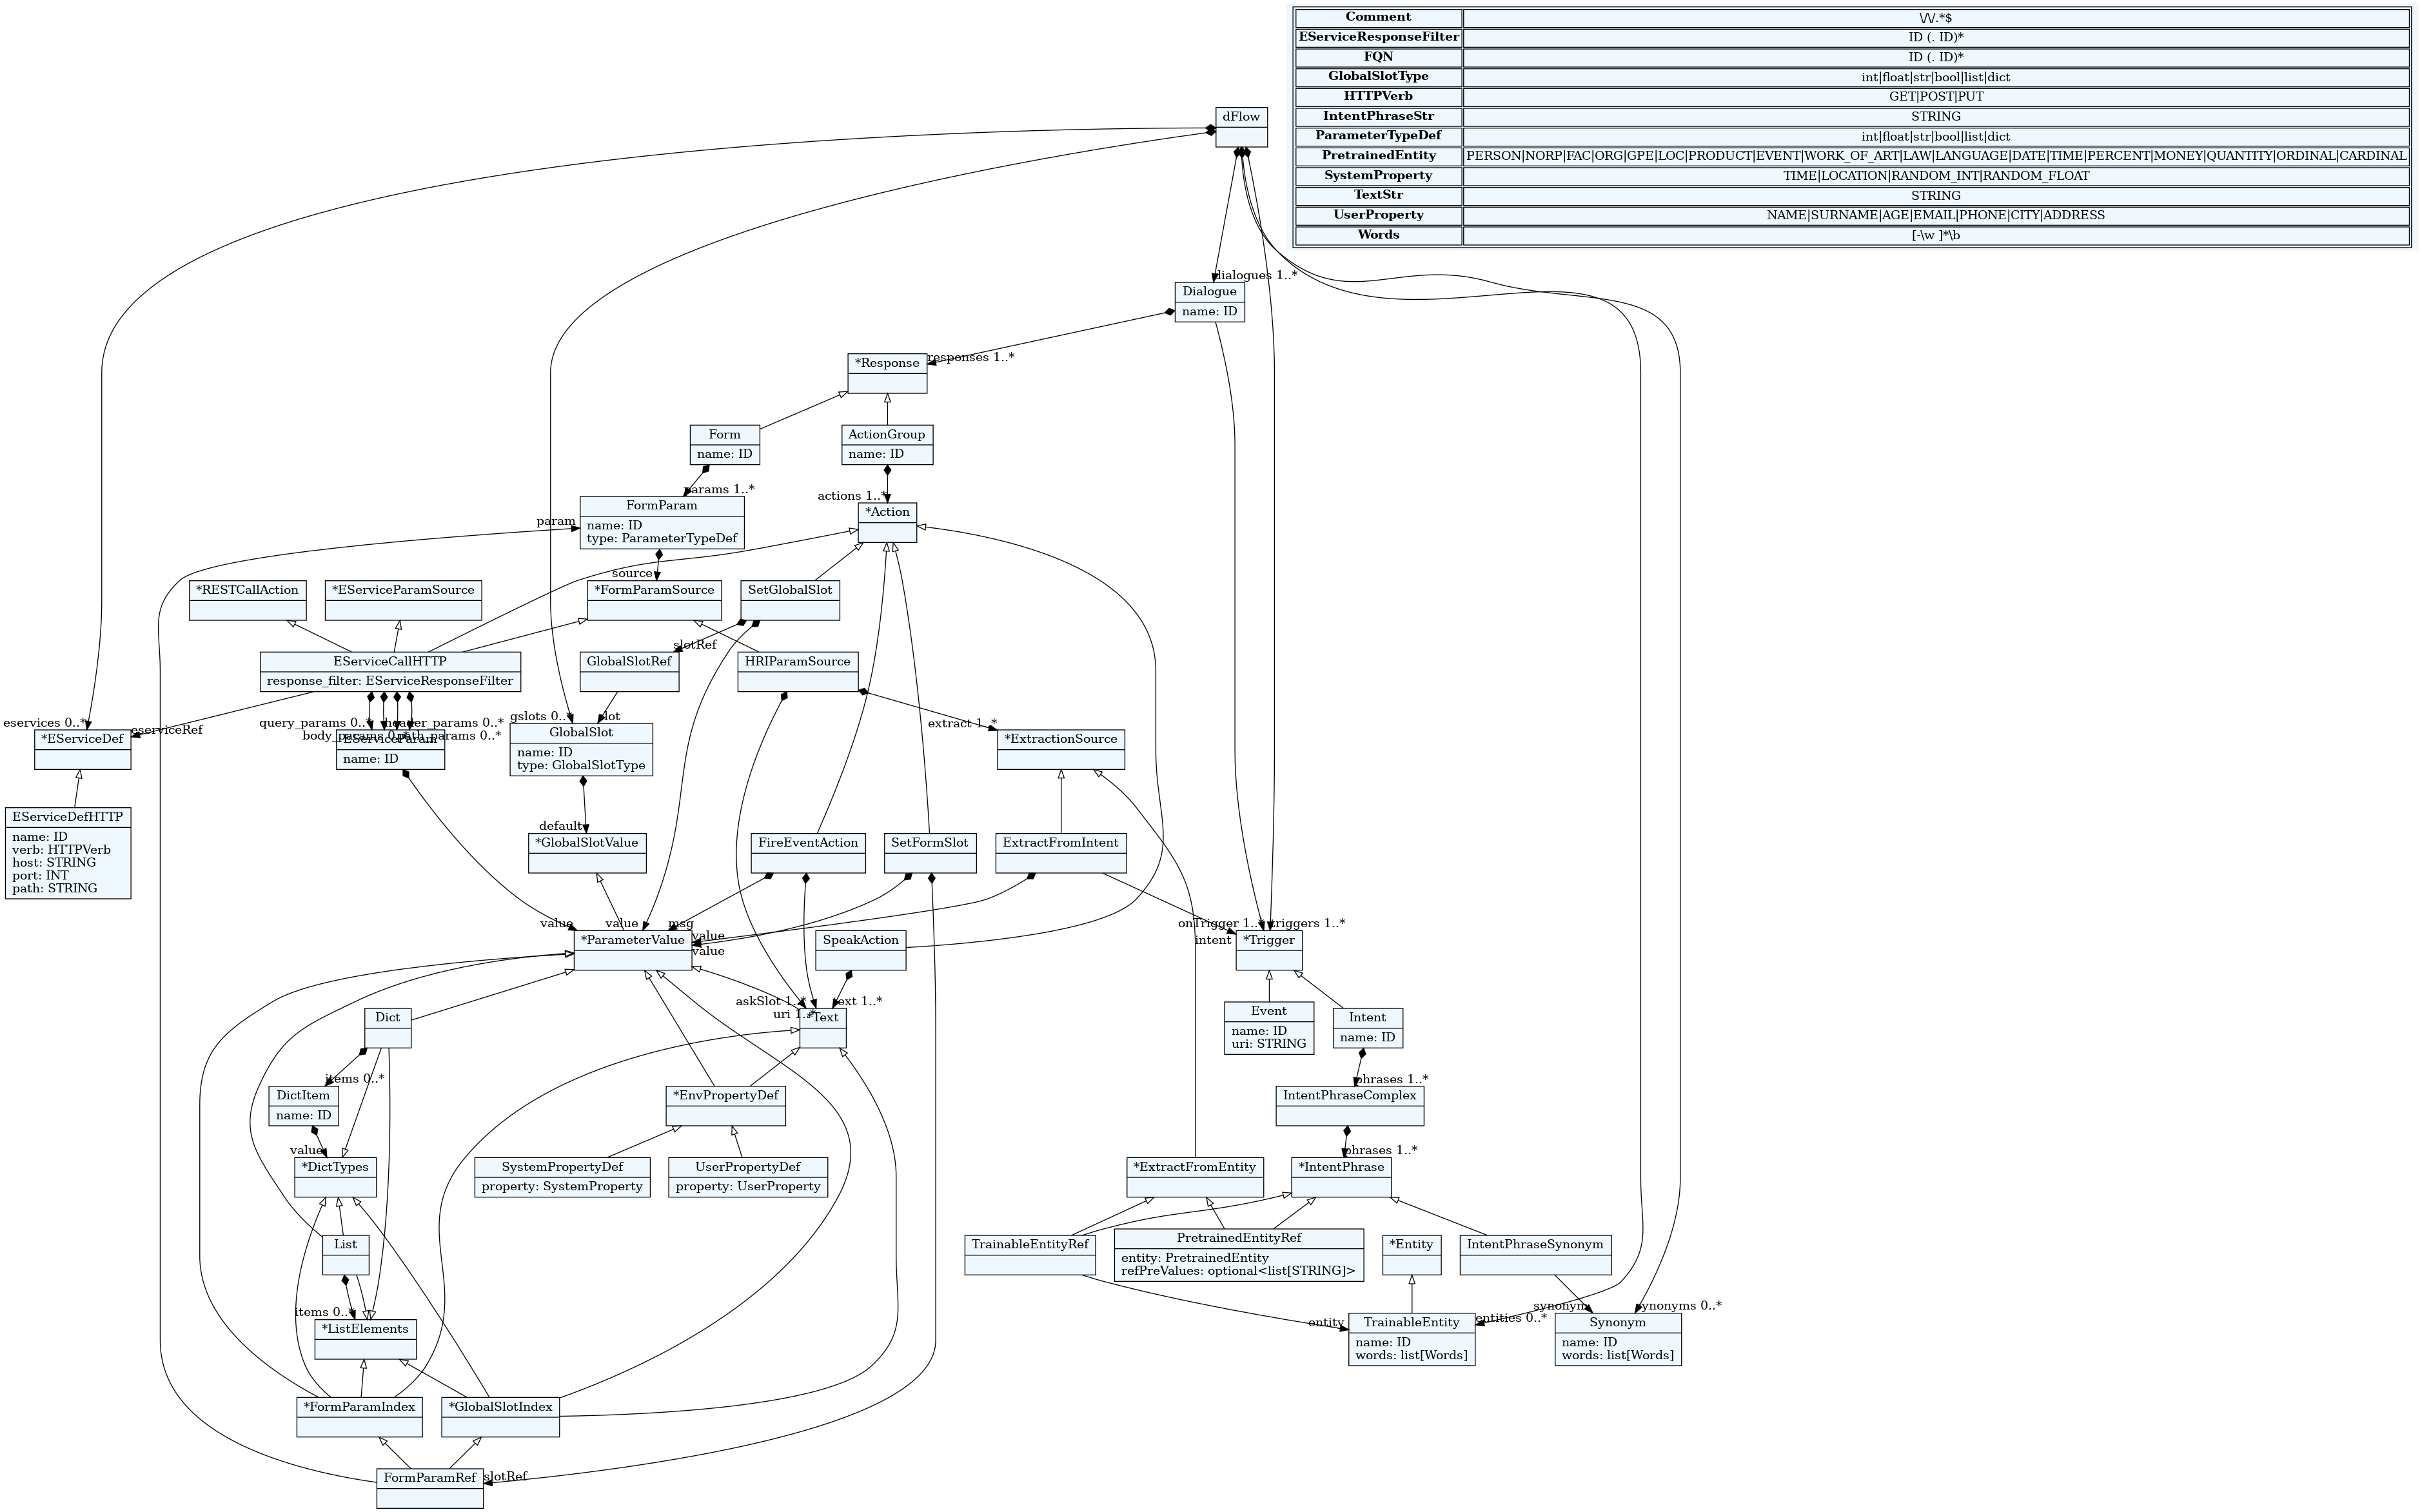 Comment \/\/.*$
EServiceResponseFilter ID (. ID)*
FQN ID (. ID)*
GlobalSlotType int|float|str|bool|list|dict
HTTPVerb GET|POST|PUT
IntentPhraseStr STRING
ParameterTypeDef int|float|str|bool|list|dict
PretrainedEntity PERSON|NORP|FAC|ORG|GPE|LOC|PRODUCT|EVENT|WORK_OF_ART|LAW|LANGUAGE|DATE|TIME|PERCENT|MONEY|QUANTITY|ORDINAL|CARDINAL
SystemProperty TIME|LOCATION|RANDOM_INT|RANDOM_FLOAT
TextStr STRING
UserProperty NAME|SURNAME|AGE|EMAIL|PHONE|CITY|ADDRESS
Words [-\w ]*\b
dFlow
dialogues 1..*
Dialogue
name: ID
responses 1..*
*Response
Form
name: ID
ActionGroup
name: ID
params 1..*
actions 1..*
FormParam
name: ID
type: ParameterTypeDef
param
*Action
source
*RESTCallAction
*EServiceParamSource
*FormParamSource
SetGlobalSlot
slotRef
EServiceCallHTTP
response_filter: EServiceResponseFilter
GlobalSlotRef
HRIParamSource
eservices 0..*
eserviceRef
query_params 0..*
header_params 0..*
body_params 0..*
path_params 0..*
gslots 0..*
slot
extract 1..*
*EServiceDef
EServiceParam
name: ID
GlobalSlot
name: ID
type: GlobalSlotType
*ExtractionSource
EServiceDefHTTP
name: ID
verb: HTTPVerb
host: STRING
port: INT
path: STRING
default
*GlobalSlotValue
FireEventAction
SetFormSlot
ExtractFromIntent
value
value
msg
value
value
onTrigger 1..*
triggers 1..*
intent
*ParameterValue
SpeakAction
*Trigger
askSlot 1..*
text 1..*
uri 1..*
Dict
*Text
Event
name: ID
uri: STRING
Intent
name: ID
items 0..*
phrases 1..*
DictItem
name: ID
*EnvPropertyDef
IntentPhraseComplex
value
phrases 1..*
*DictTypes
SystemPropertyDef
property: SystemProperty
UserPropertyDef
property: UserProperty
*ExtractFromEntity
*IntentPhrase
List
TrainableEntityRef
PretrainedEntityRef
entity: PretrainedEntity
refPreValues: optional<list[STRING]>
*Entity
IntentPhraseSynonym
items 0..*
entity
entities 0..*
synonym
synonyms 0..*
*ListElements
TrainableEntity
name: ID
words: list[Words]
Synonym
name: ID
words: list[Words]
*FormParamIndex
*GlobalSlotIndex
FormParamRef
slotRef